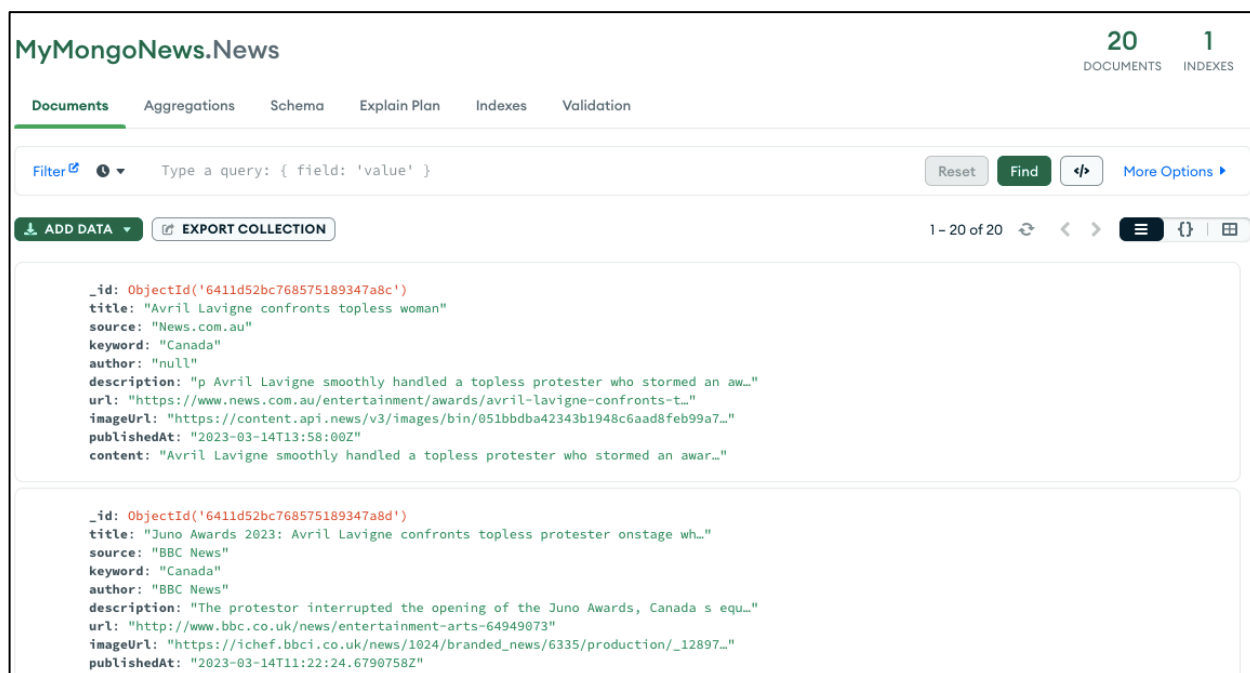 MyMongoNews.News
20
DOCUMENTS
1
INDEXES
Documents Aggregations Schema Explain Plan Indexes Validation
Filter Type a query: { field: 'value' } Reset Find </> More Options
ADD DATA EXPORT COLLECTION 1 – 20 of 20 {}
_id: ObjectId('6411d52bc768575189347a8c')
title: "Avril Lavigne confronts topless woman"
source: "News.com.au"
keyword: "Canada"
author: "null"
description: "p Avril Lavigne smoothly handled a topless protester who stormed an aw…"
url: "https://www.news.com.au/entertainment/awards/avril-lavigne-confronts-t…"
imageUrl: "https://content.api.news/v3/images/bin/051bbdba42343b1948c6aad8feb99a7…"
publishedAt: "2023-03-14T13:58:00Z"
content: "Avril Lavigne smoothly handled a topless protester who stormed an awar…"
_id: ObjectId('6411d52bc768575189347a8d')
title: "Juno Awards 2023: Avril Lavigne confronts topless protester onstage wh…"
source: "BBC News"
keyword: "Canada"
author: "BBC News"
description: "The protestor interrupted the opening of the Juno Awards, Canada s equ…"
url: "http://www.bbc.co.uk/news/entertainment-arts-64949073"
imageUrl: "https://ichef.bbci.co.uk/news/1024/branded_news/6335/production/_12897…"
publishedAt: "2023-03-14T11:22:24.6790758Z"